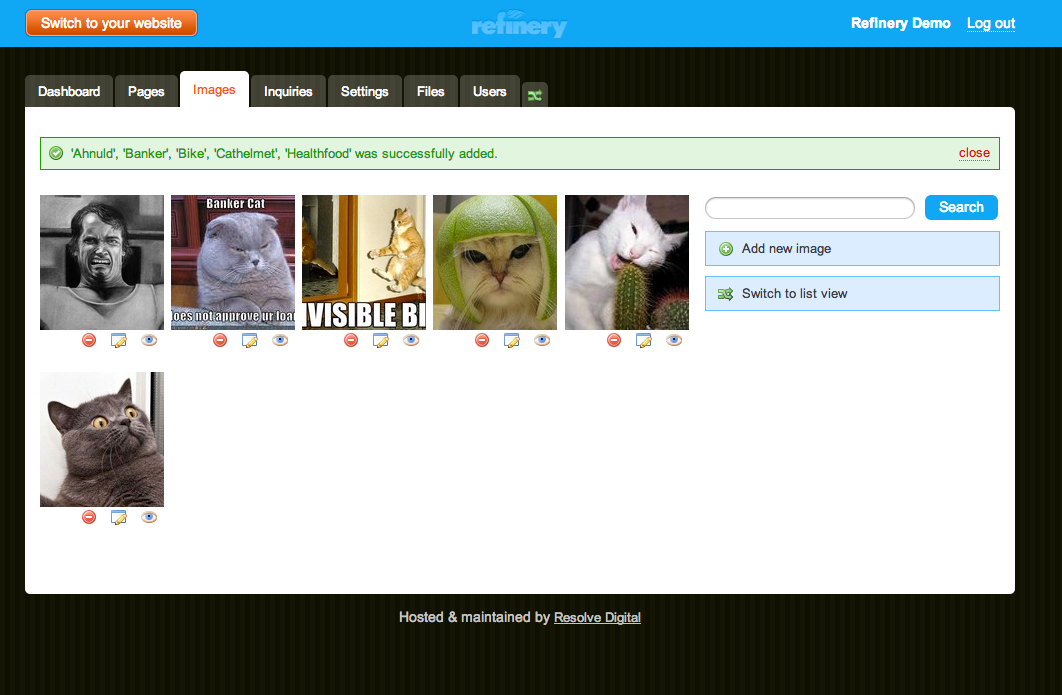 Switch to your website
refinery
Refinery Demo Log out
Dashboard Pages Images Inquiries Settings Files Users
'Ahnuld', 'Banker', 'Bike', 'Cathelmet', 'Healthfood' was successfully added.
close
Banker Cat
does not approve ur loa
NVISIBLE BI
Search
Add new image
Switch to list view
Hosted & maintained by Resolve Digital